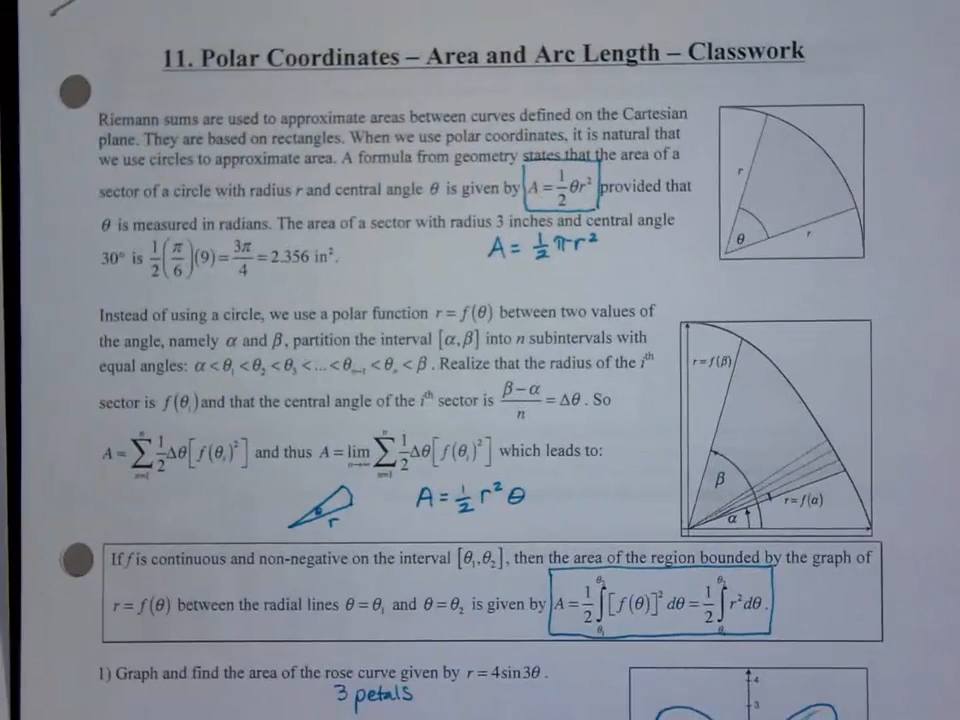 11. Polar Coordinates – Area and Arc Length – Classwork
Riemann sums are used to approximate areas between curves defined on the Cartesian
plane. They are based on rectangles. When we use polar coordinates, it is natural that
we use circles to approximate area. A formula from geometry states that the area of a
sector of a circle with radius r and central angle θ is given by A = 1/2 θr² provided that
θ is measured in radians. The area of a sector with radius 3 inches and central angle
30° is 1/2 (π/6)(9) = 3π/4 = 2.356 in².
A = 1/2 πr²
r
θ
r
Instead of using a circle, we use a polar function r = f(θ) between two values of
the angle, namely α and β, partition the interval [α,β] into n subintervals with
equal angles: α < θ₁ < θ₂ < θ₃ < ... < θₙ₋₁ < θₙ < β. Realize that the radius of the iᵗʰ
sector is f(θᵢ) and that the central angle of the iᵗʰ sector is β−α/n = Δθ. So
A = ∑ 1/2 Δθ[f(θᵢ)²] and thus A = lim ∑ 1/2 Δθ[f(θᵢ)²] which leads to:
r = f(β)
β
r = f(α)
α
θ
r
A = 1/2 r² θ
If f is continuous and non-negative on the interval [θ₁,θ₂], then the area of the region bounded by the graph of
r = f(θ) between the radial lines θ = θ₁ and θ = θ₂ is given by A = 1/2 ∫ θ₁ θ₂ [f(θ)]² dθ = 1/2 ∫ θ₁ θ₂ r² dθ.
1) Graph and find the area of the rose curve given by r = 4sin3θ.
3 petals
4
3